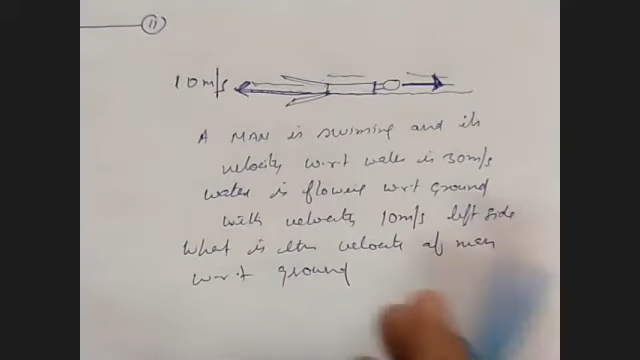 11
10 m/s
A MAN is swimming and its
velocity w.r.t water is 30 m/s
water is flowing wrt ground
with velocity 10 m/s left side
What is the velocity of man
w.r.t ground